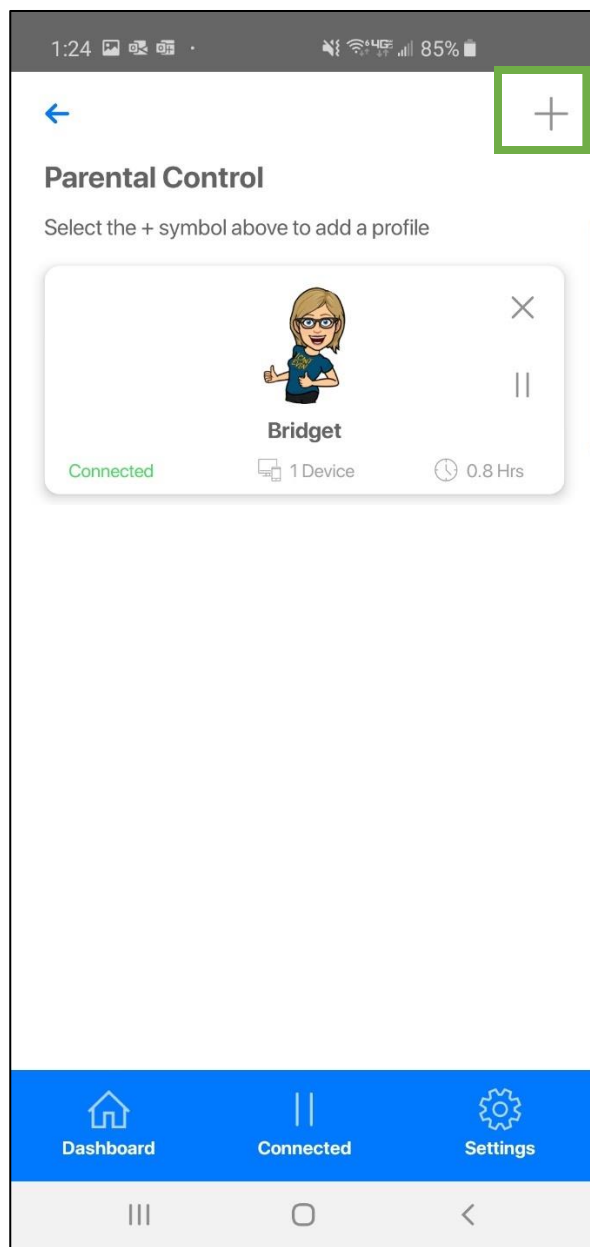 1:24 4G 85%
Parental Control
Select the + symbol above to add a profile
Bridget
Connected 1 Device 0.8 Hrs
Dashboard Connected Settings